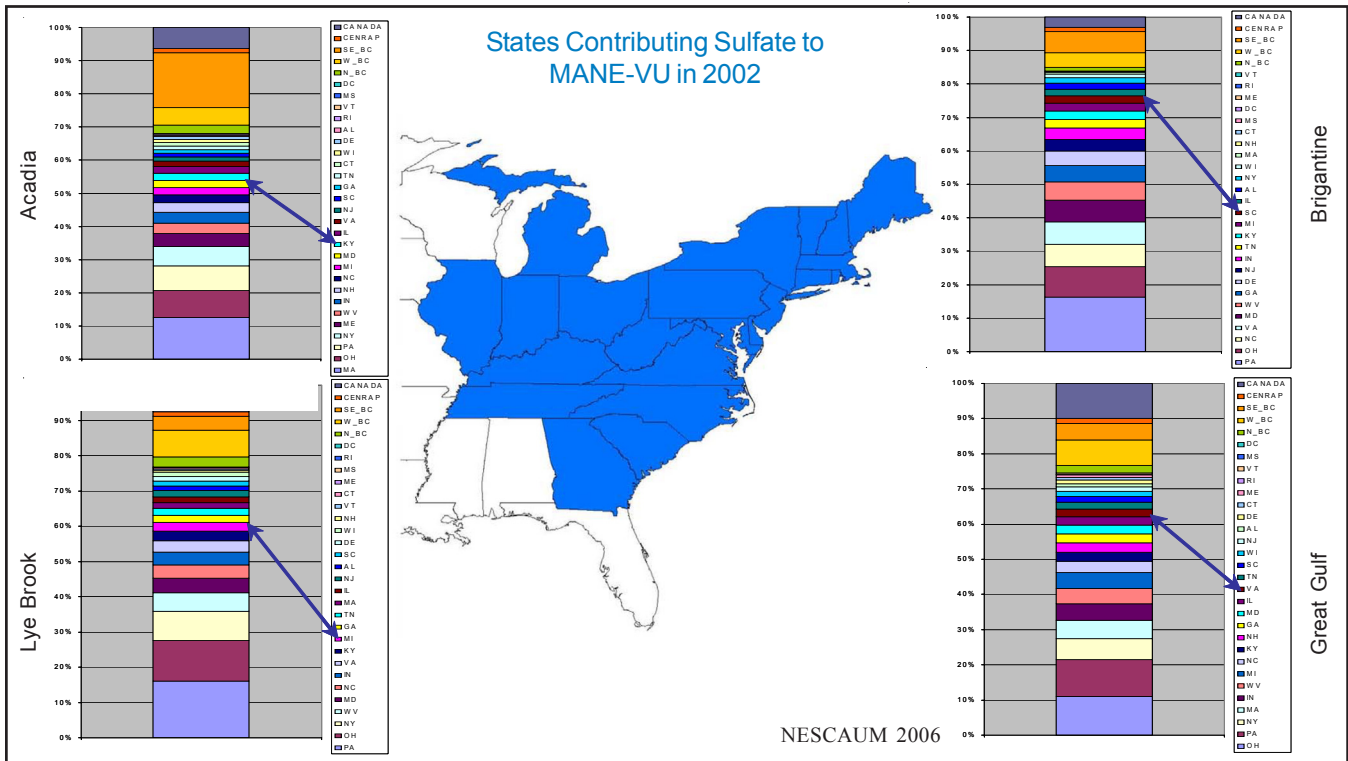 States Contributing Sulfate to
MANE-VU in 2002
Acadia
100%
90%
80%
70%
60%
50%
40%
30%
20%
10%
0%
CANADA
CENRAP
SE_BC
W_BC
N_BC
DC
MS
VT
RI
AL
DE
WI
CT
TN
GA
SC
NJ
VA
IL
KY
MD
MI
NC
NH
IN
WV
ME
NY
PA
OH
MA
Brigantine
100%
90%
80%
70%
60%
50%
40%
30%
20%
10%
0%
CANADA
CENRAP
SE_BC
W_BC
N_BC
VT
RI
ME
DC
MS
CT
NH
MA
WI
NY
AL
IL
SC
MI
KY
TN
IN
NJ
DE
GA
WV
MD
VA
NC
OH
PA
Lye Brook
90%
80%
70%
60%
50%
40%
30%
20%
10%
0%
CANADA
CENRAP
SE_BC
W_BC
N_BC
DC
RI
MS
ME
CT
VT
NH
WI
DE
SC
AL
NJ
IL
MA
TN
GA
MI
KY
VA
IN
NC
MD
WV
NY
OH
PA
Great Gulf
100%
90%
80%
70%
60%
50%
40%
30%
20%
10%
0%
CANADA
CENRAP
SE_BC
W_BC
N_BC
DC
MS
VT
RI
ME
CT
DE
AL
NJ
WI
SC
TN
VA
IL
MD
GA
NH
KY
NC
MI
WV
IN
MA
NY
PA
OH
NESCAUM 2006